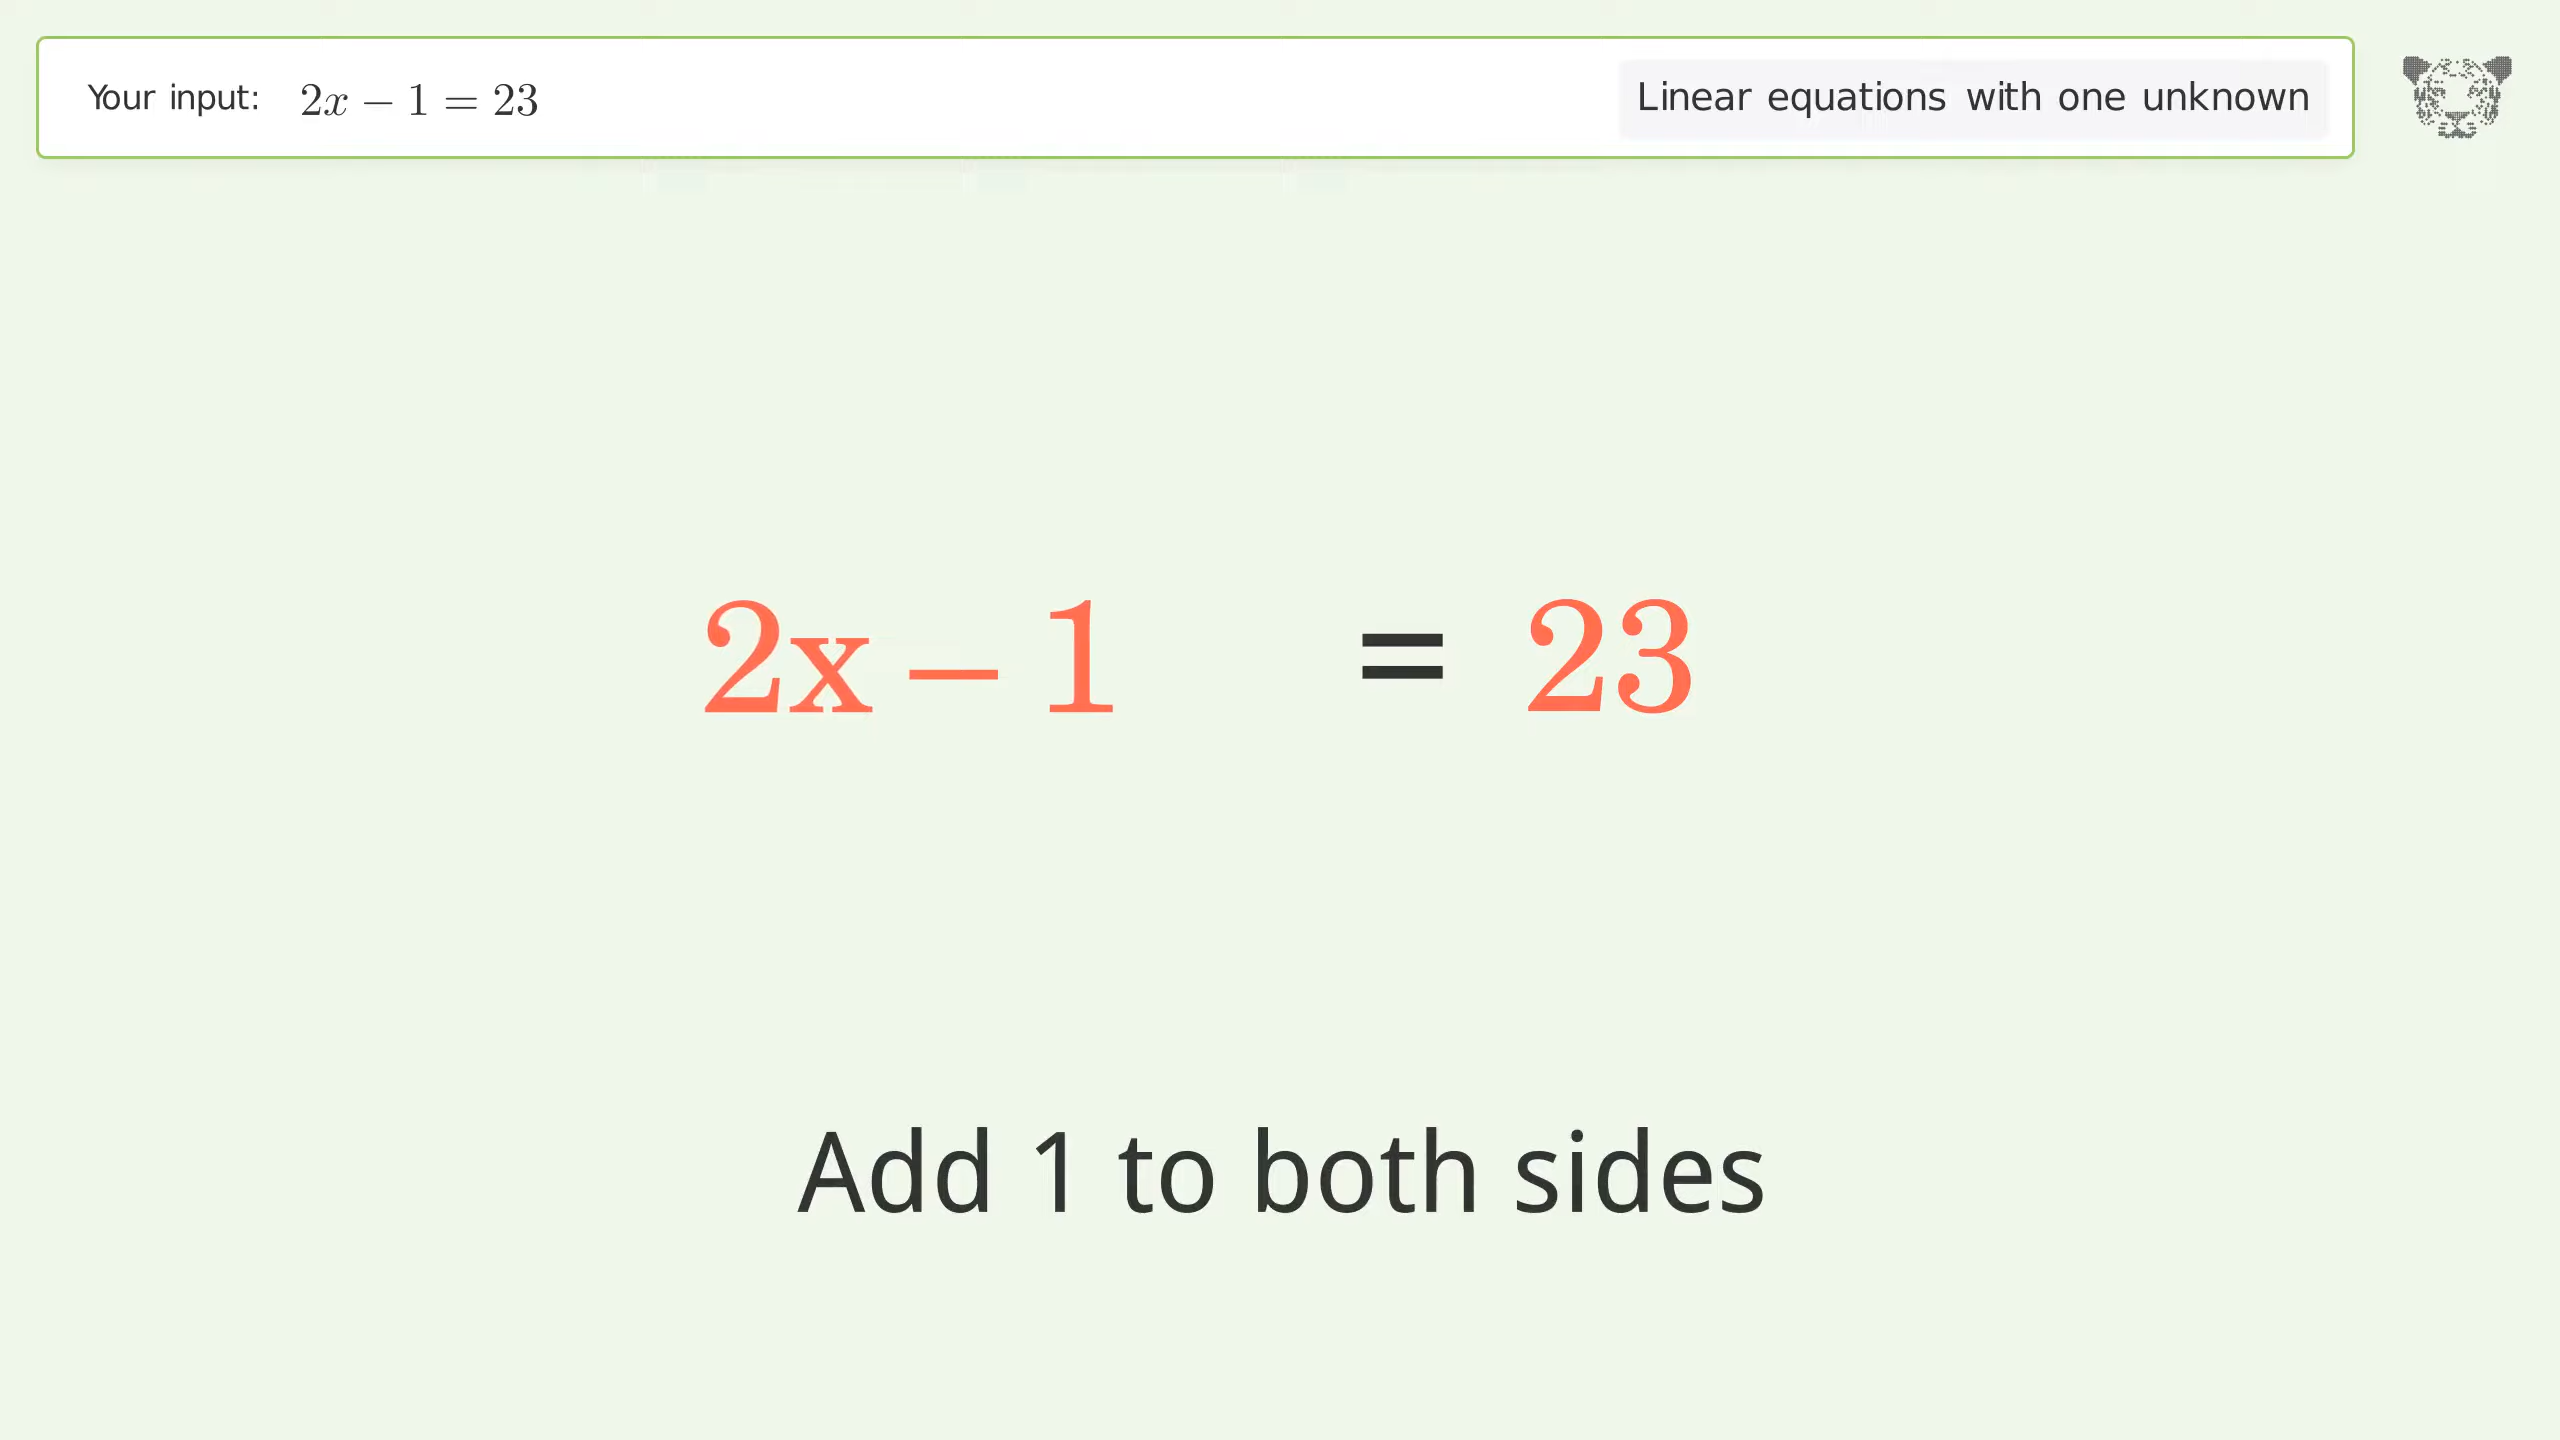 Your input: 2x − 1 = 23
Linear equations with one unknown
2x − 1 = 23
Add 1 to both sides